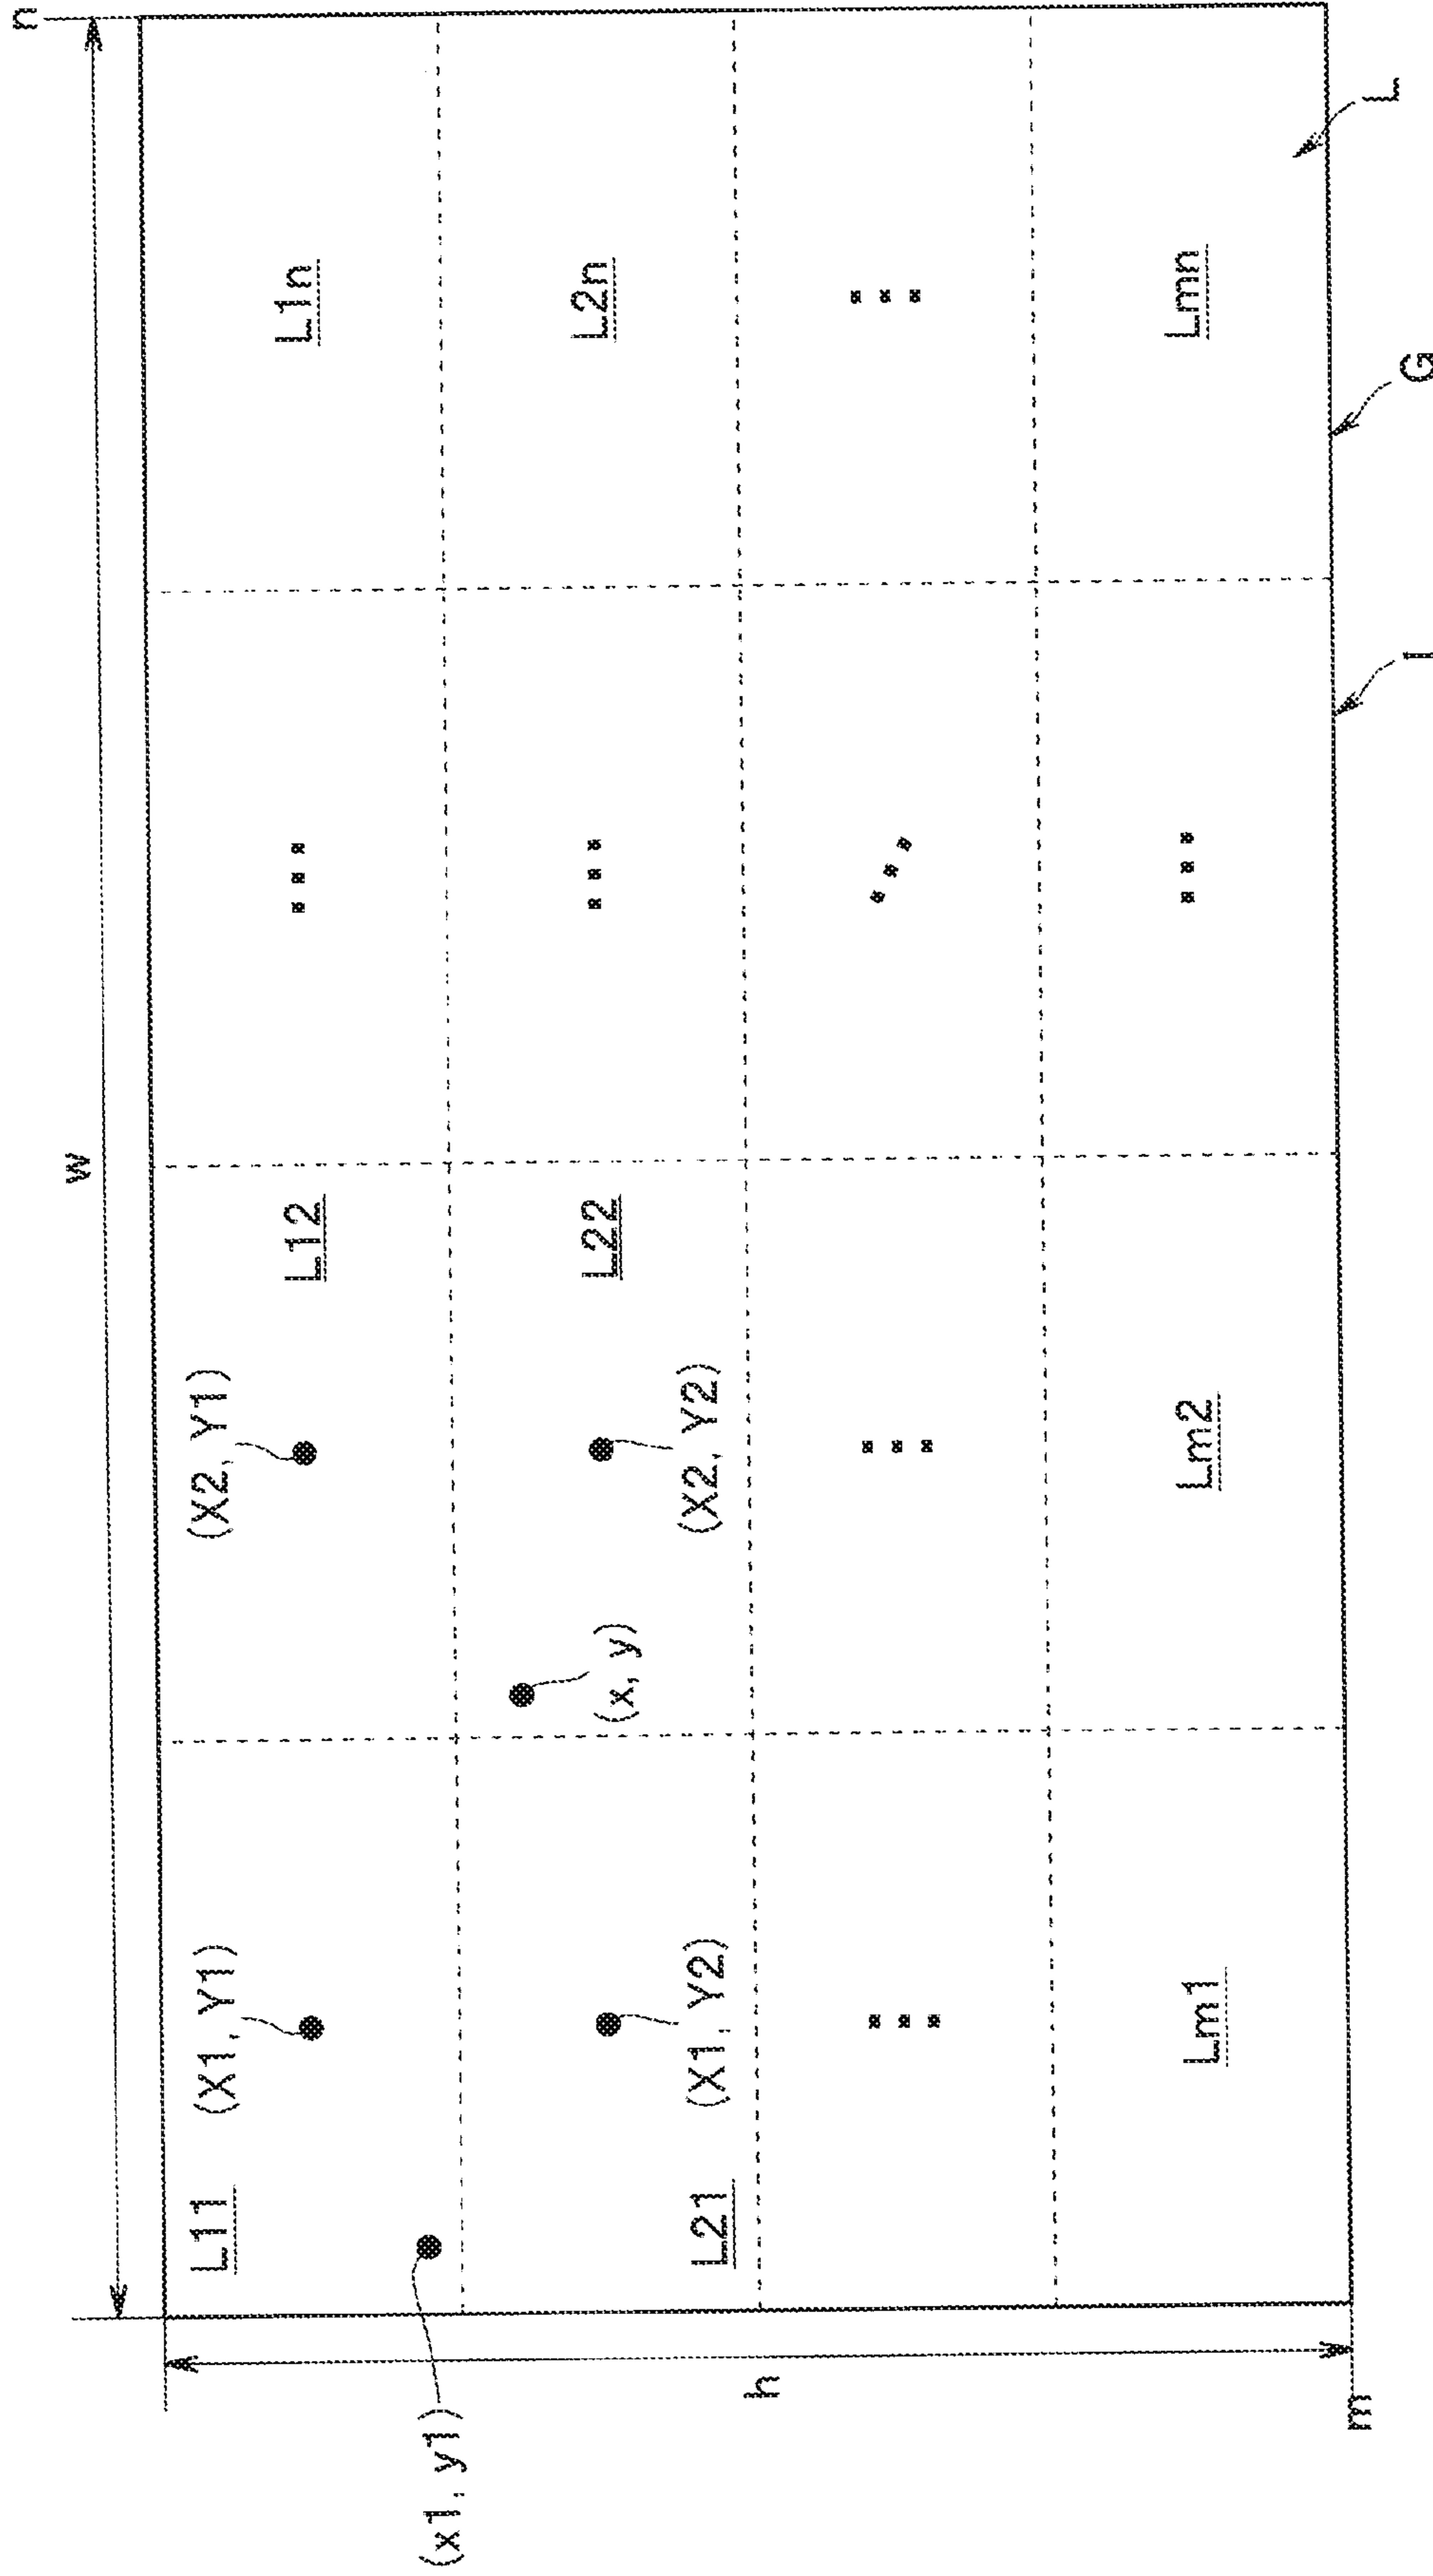 w
n
L11
(X1, Y1)
(X2, Y1)
L12
L1n
(x1, y1)
(x, y)
L21
(X1, Y2)
(X2, Y2)
L22
L2n
h
Lm1
Lm2
Lmn
m
I
G
L